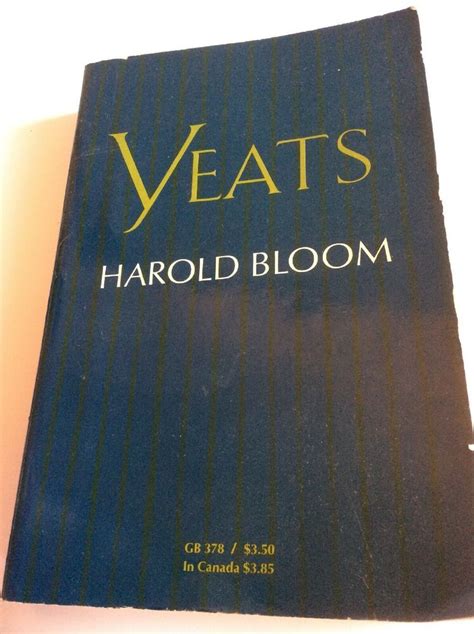 YEATS
HAROLD BLOOM
GB 378 / $3.50
In Canada $3.85